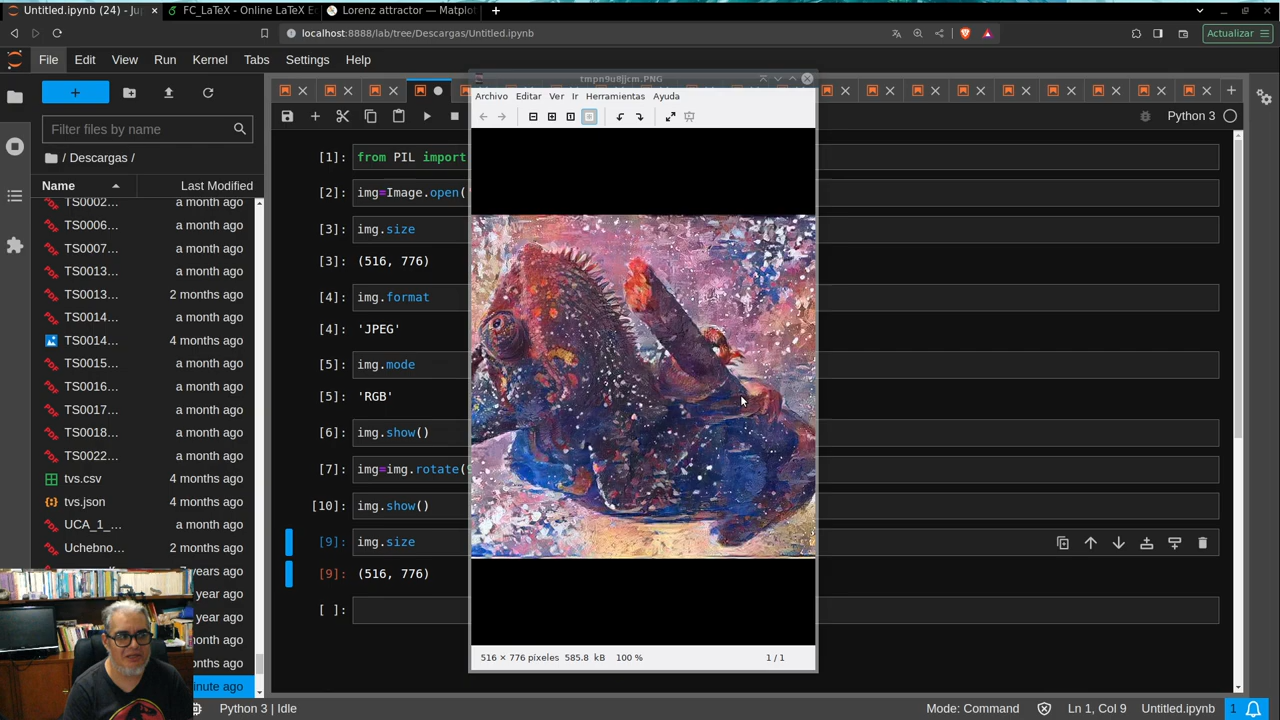 Untitled.ipynb (24) - Ju
FC_LaTeX - Online LaTeX E
Lorenz attractor — Matplo
localhost:8888/lab/tree/Descargas/Untitled.ipynb
Actualizar
File Edit View Run Kernel Tabs Settings Help
tmpn9u8jjcm.PNG
Archivo Editar Ver Ir Herramientas Ayuda
Filter files by name
/ Descargas /
Name Last Modified
TS0002... a month ago
TS0006... a month ago
TS0007... a month ago
TS0013... a month ago
TS0013... 2 months ago
TS0014... a month ago
TS0014... 4 months ago
TS0015... a month ago
TS0016... a month ago
TS0017... a month ago
TS0018... a month ago
TS0022... a month ago
tvs.csv 4 months ago
tvs.json 4 months ago
UCA_1_... a month ago
Uchebno... 2 months ago
years ago
year ago
year ago
month ago
months ago
minute ago
Python 3
[1]: from PIL import
[2]: img=Image.open(
[3]: img.size
[3]: (516, 776)
[4]: img.format
[4]: 'JPEG'
[5]: img.mode
[5]: 'RGB'
[6]: img.show()
[7]: img=img.rotate(
[10]: img.show()
[9]: img.size
[9]: (516, 776)
[ ]:
516 × 776 píxeles 585.8 kB 100 % 1 / 1
Python 3 | Idle
Mode: Command
Ln 1, Col 9
Untitled.ipynb
1